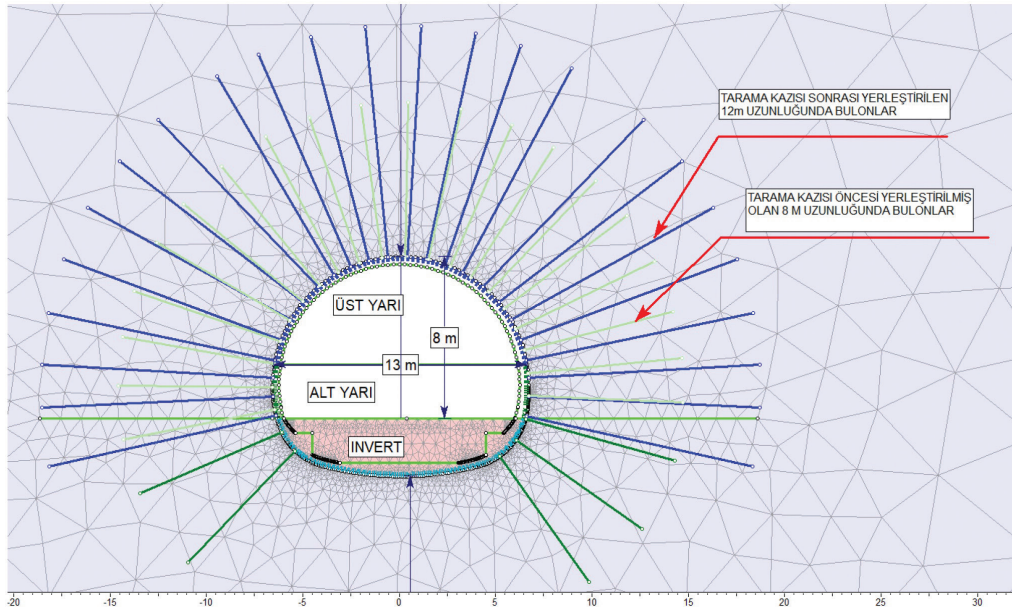 TARAMA KAZISI SONRASI YERLEŞTİRİLEN
12m UZUNLUĞUNDA BULONLAR
TARAMA KAZISI ÖNCESİ YERLEŞTİRİLMİŞ
OLAN 8 M UZUNLUĞUNDA BULONLAR
ÜST YARI
8 m
13 m
ALT YARI
INVERT
-20 -15 -10 -5 0 5 10 15 20 25 30